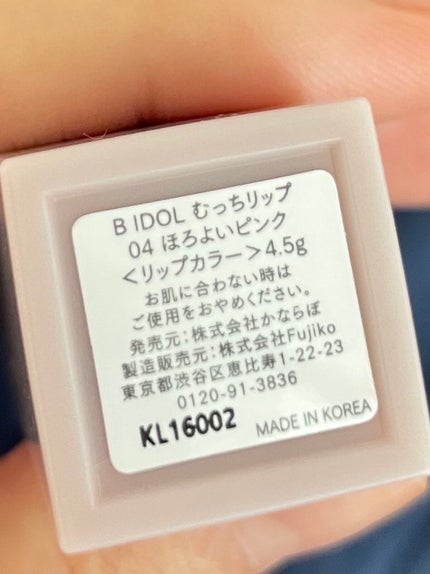 B IDOL むっちリップ
04 ほろよいピンク
<リップカラー>4.5g
お肌に合わない時は
ご使用をおやめください。
発売元:株式会社かならぼ
製造販売元:株式会社Fujiko
東京都渋谷区恵比寿1-22-23
0120-91-3836
KL16002 MADE IN KOREA